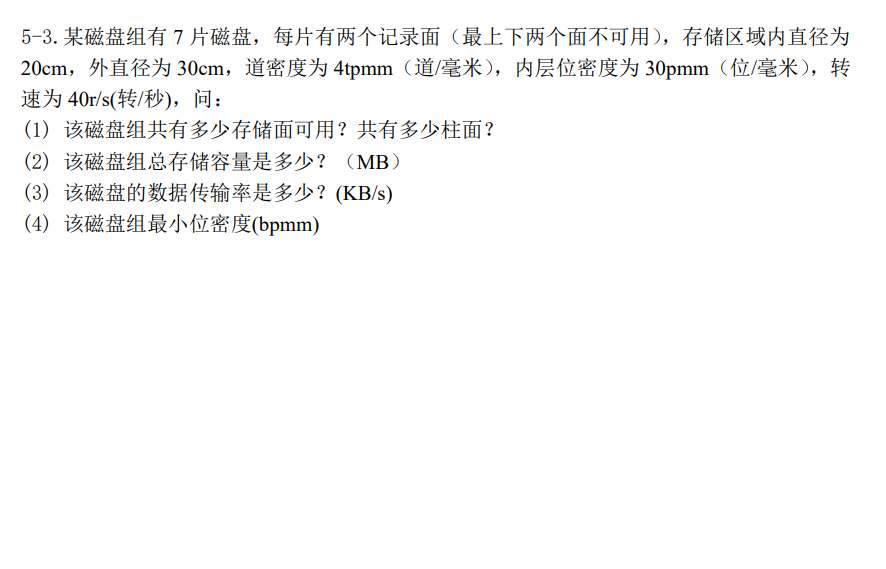 5-3.某磁盘组有 7 片磁盘，每片有两个记录面（最上下两个面不可用），存储区域内直径为
20cm，外直径为 30cm，道密度为 4tpmm（道/毫米），内层位密度为 30pmm（位/毫米），转
速为 40r/s(转/秒)，问：
(1) 该磁盘组共有多少存储面可用？共有多少柱面？
(2) 该磁盘组总存储容量是多少？（MB）
(3) 该磁盘的数据传输率是多少？(KB/s)
(4) 该磁盘组最小位密度(bpmm)